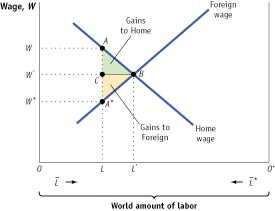 Wage, W
Foreign
wage
Gains
to Home
W
A
W′
C
B
W*
A*
Gains to
Foreign
Home
wage
0
L
L′
0*
L̄
L̄*
World amount of labor